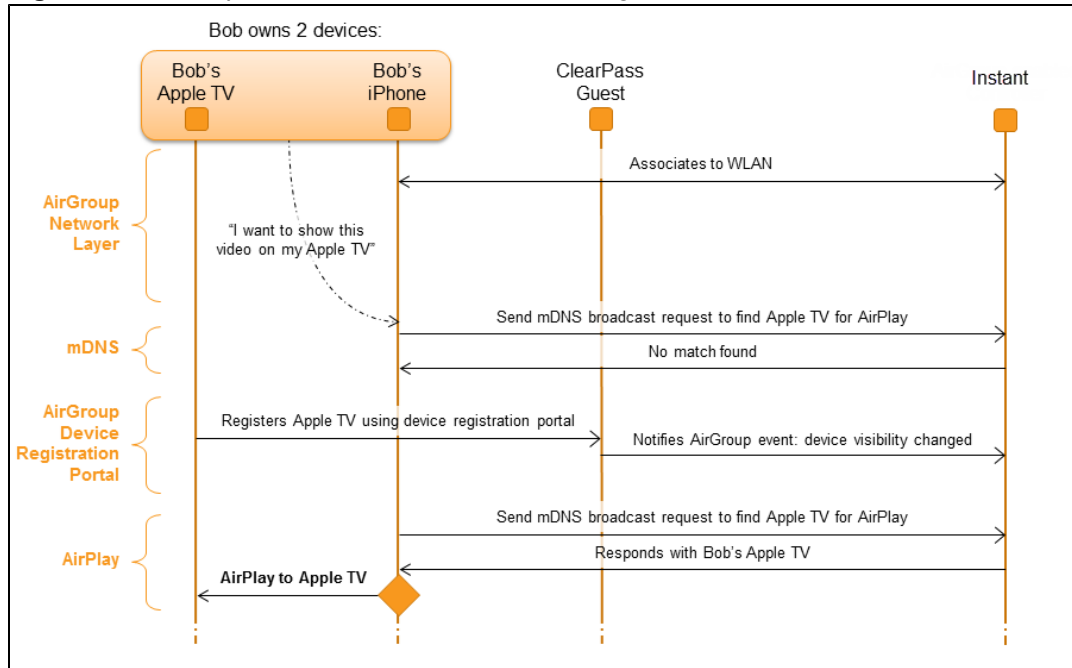 Bob owns 2 devices:
Bob's
Apple TV
Bob's
iPhone
ClearPass
Guest
Instant
AirGroup
Network
Layer
Associates to WLAN
"I want to show this
video on my Apple TV"
mDNS
Send mDNS broadcast request to find Apple TV for AirPlay
No match found
AirGroup
Device
Registration
Portal
Registers Apple TV using device registration portal
Notifies AirGroup event: device visibility changed
AirPlay
Send mDNS broadcast request to find Apple TV for AirPlay
Responds with Bob's Apple TV
AirPlay to Apple TV